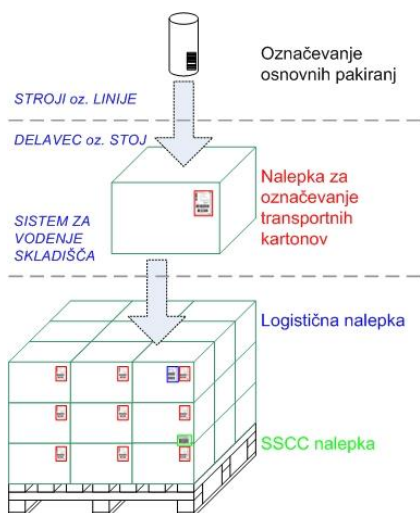 Označevanje
osnovnih pakiranj
STROJI oz. LINIJE
DELAVEC oz. STOJ
Nalepka za
označevanje
transportnih
kartonov
SISTEM ZA
VODENJE
SKLADIŠČA
Logistična nalepka
SSCC nalepka